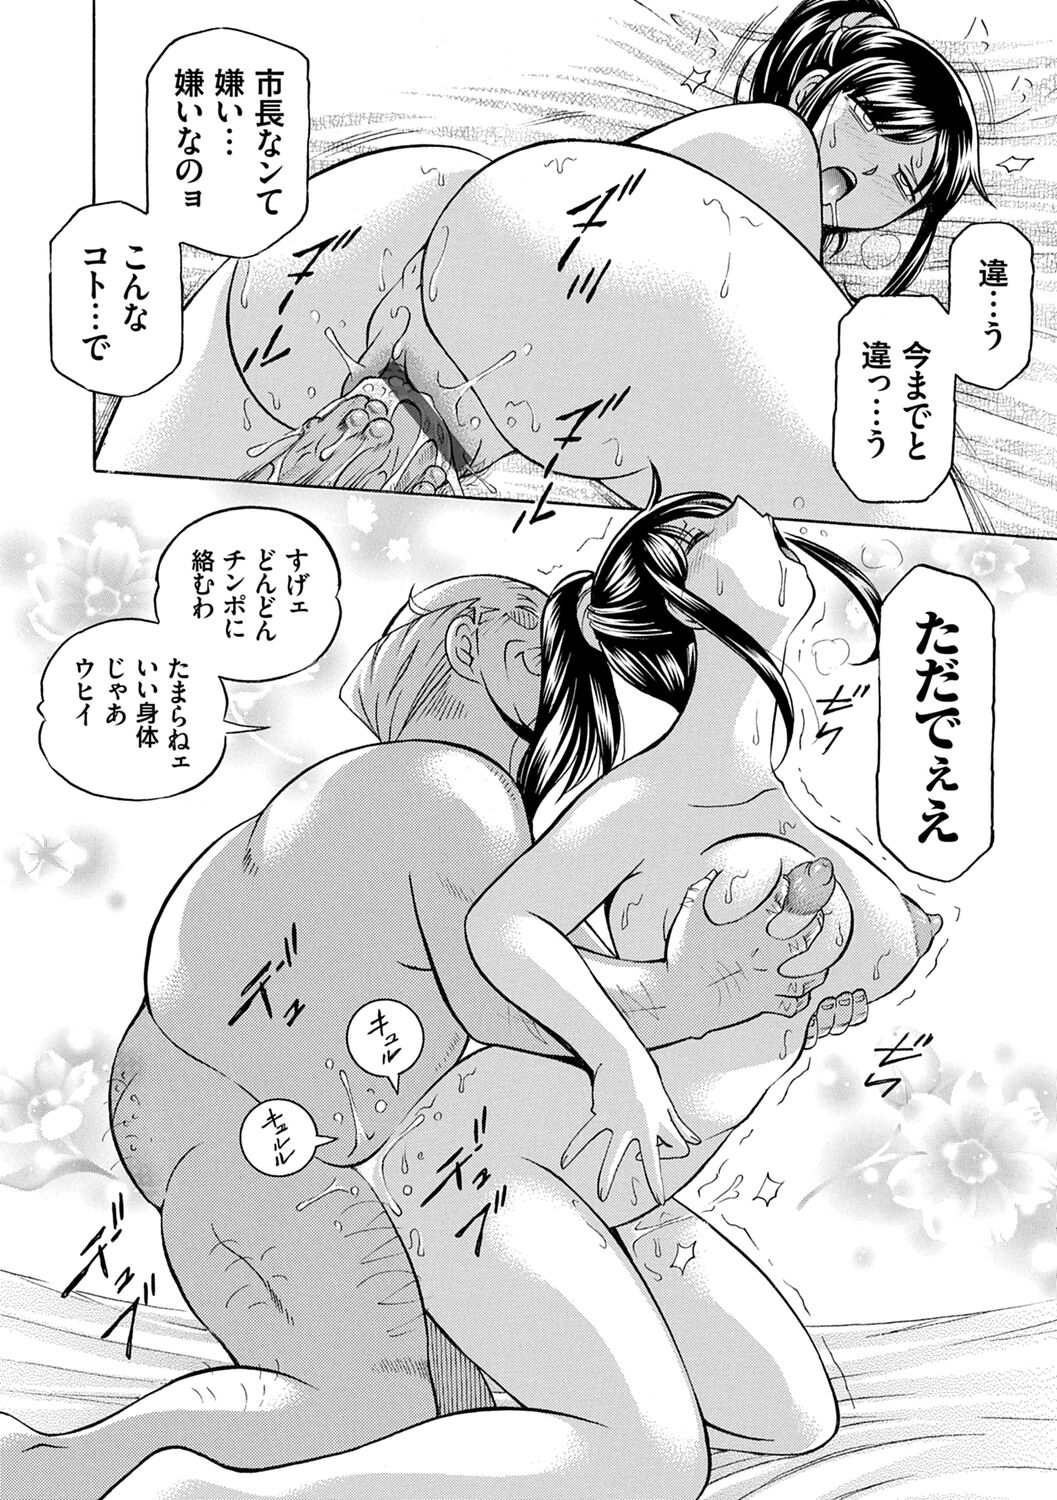 違…う
今までと
違っ…う
市長なンて
嫌い…
嫌いなのョ
こんな
コト…で
ただでぇぇ
すげェ
どんどん
チンポに
絡むわ
たまらねェ
いい身体
じゃあ
ウヒイ
キュル
キュルル